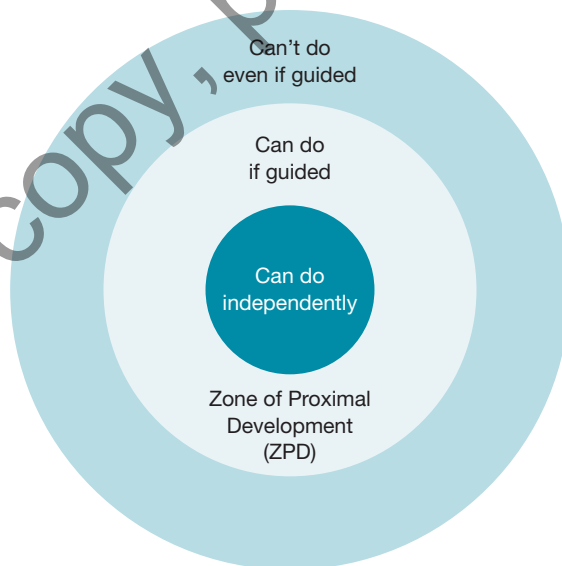 copy, p
Can't do
even if guided
Can do
if guided
Can do
independently
Zone of Proximal
Development
(ZPD)